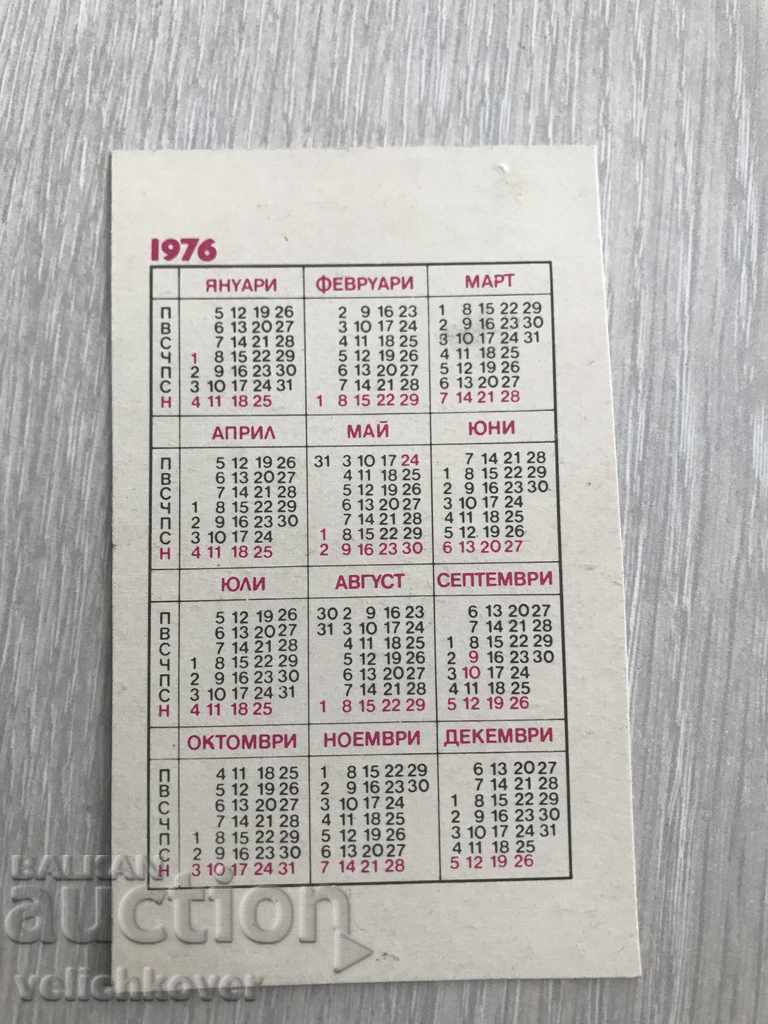 1976
ЯНУАРИ ФЕВРУАРИ МАРТ
П 5 12 19 26 2 9 16 23 1 8 15 22 29
В 6 13 20 27 3 10 17 24 2 9 16 23 30
С 7 14 21 28 4 11 18 25 3 10 17 24 31
Ч 1 8 15 22 29 5 12 19 26 4 11 18 25
П 2 9 16 23 30 6 13 20 27 5 12 19 26
С 3 10 17 24 31 7 14 21 28 6 13 20 27
Н 4 11 18 25 1 8 15 22 29 7 14 21 28
АПРИЛ МАЙ ЮНИ
П 5 12 19 26 31 3 10 17 24 7 14 21 28
В 6 13 20 27 4 11 18 25 1 8 15 22 29
С 7 14 21 28 5 12 19 26 2 9 16 23 30
Ч 1 8 15 22 29 6 13 20 27 3 10 17 24
П 2 9 16 23 30 7 14 21 28 4 11 18 25
С 3 10 17 24 1 8 15 22 29 5 12 19 26
Н 4 11 18 25 2 9 16 23 30 6 13 20 27
ЮЛИ АВГУСТ СЕПТЕМВРИ
П 5 12 19 26 30 2 9 16 23 6 13 20 27
В 6 13 20 27 31 3 10 17 24 7 14 21 28
С 7 14 21 28 4 11 18 25 1 8 15 22 29
Ч 1 8 15 22 29 5 12 19 26 2 9 16 23 30
П 2 9 16 23 30 6 13 20 27 3 10 17 24
С 3 10 17 24 31 7 14 21 28 4 11 18 25
Н 4 11 18 25 1 8 15 22 29 5 12 19 26
ОКТОМВРИ НОЕМВРИ ДЕКЕМВРИ
П 4 11 18 25 1 8 15 22 29 6 13 20 27
В 5 12 19 26 2 9 16 23 30 7 14 21 28
С 6 13 20 27 3 10 17 24 1 8 15 22 29
Ч 7 14 21 28 4 11 18 25 2 9 16 23 30
П 1 8 15 22 29 5 12 19 26 3 10 17 24 31
С 2 9 16 23 30 6 13 20 27 4 11 18 25
Н 3 10 17 24 31 7 14 21 28 5 12 19 26
BALKAN
auction
velichkover